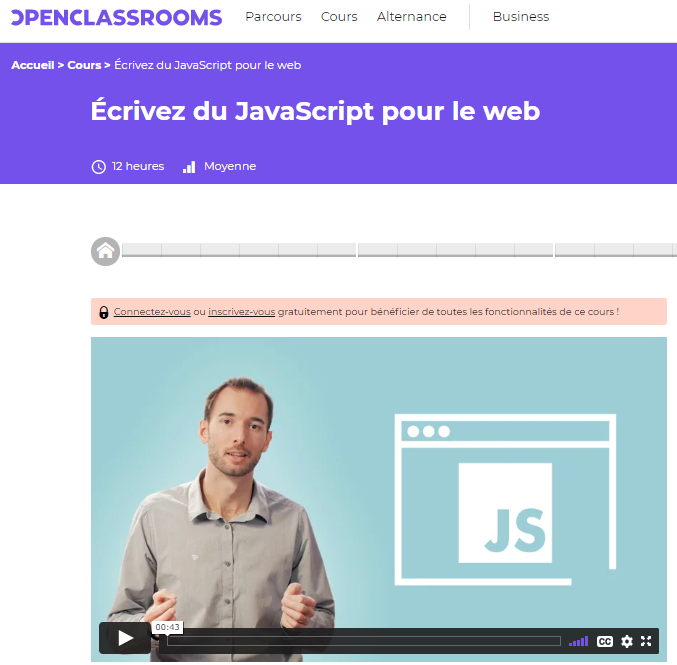 OPENCLASSROOMS Parcours Cours Alternance Business
Accueil > Cours > Écrivez du JavaScript pour le web
Écrivez du JavaScript pour le web
12 heures Moyenne
Connectez-vous ou inscrivez-vous gratuitement pour bénéficier de toutes les fonctionnalités de ce cours !
JS
00:43
CC